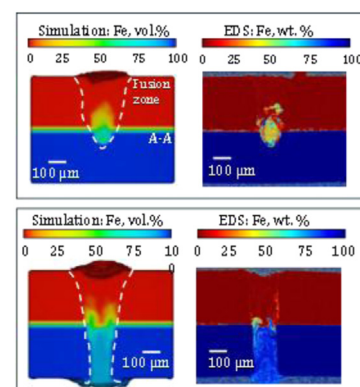 Simulation: Fe, vol.%
EDS: Fe, wt.%
0 25 50 75 100
0 25 50 75 100
Fusion
zone
A-A
100 µm
100 µm
Simulation: Fe, vol.%
EDS: Fe, wt. %
0 25 50 75 10
0
0 25 50 75 100
100 µm
100 µm